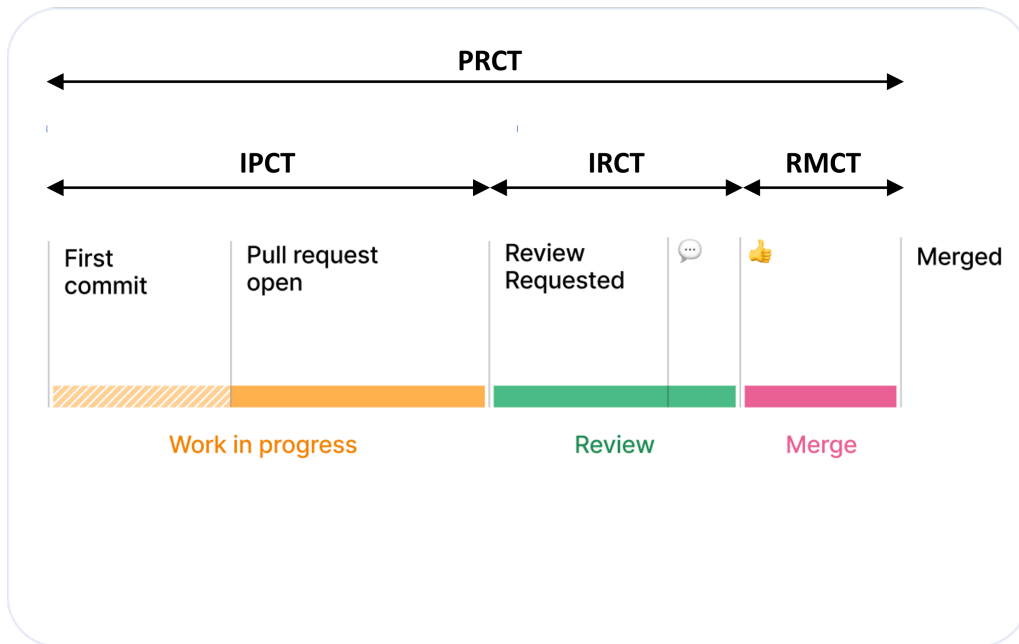 PRCT
IPCT
IRCT
RMCT
First
commit
Pull request
open
Review
Requested
Merged
Work in progress
Review
Merge